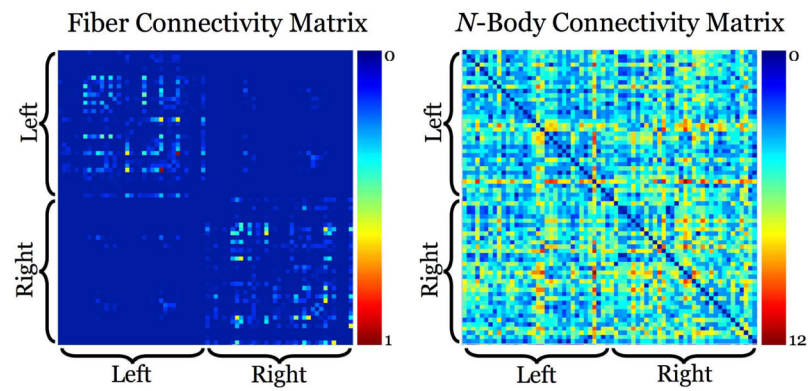 Fiber Connectivity Matrix
Left
Right
Left
Right
0
1
N-Body Connectivity Matrix
Left
Right
Left
Right
0
12